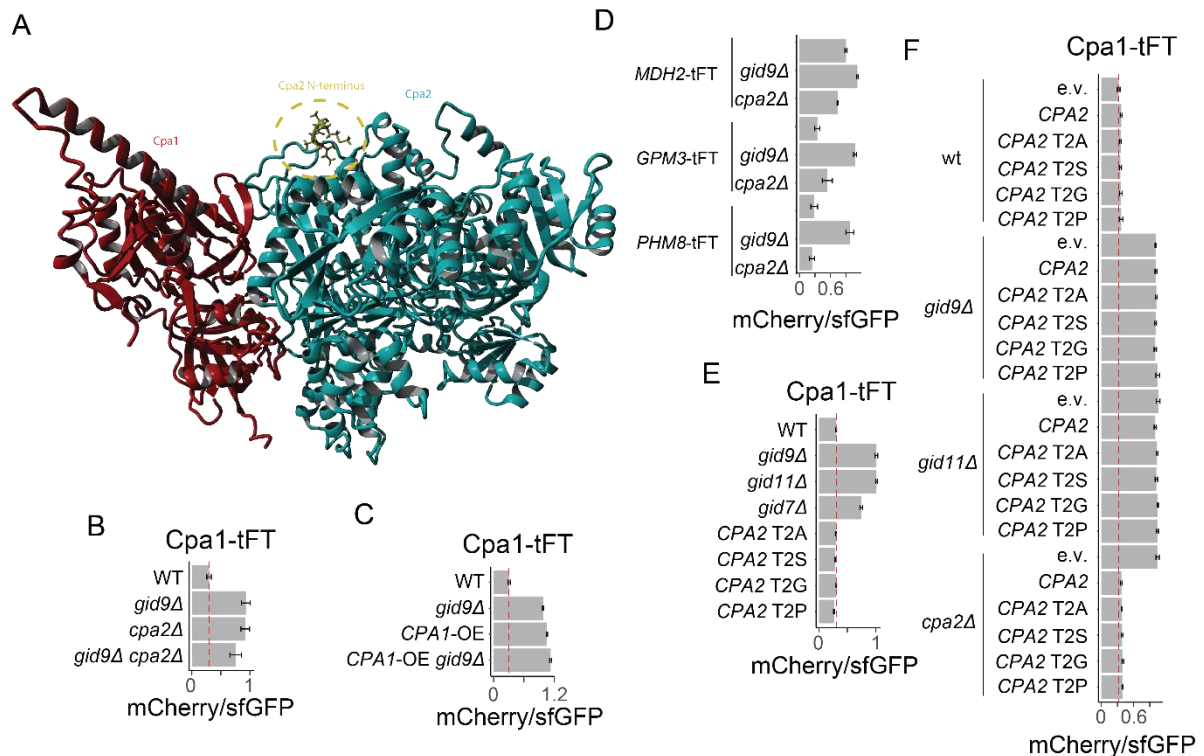 A
Cpa2 N-terminus
Cpa2
Cpa1
B
Cpa1-tFT
WT
gid9Δ
cpa2Δ
gid9Δ cpa2Δ
0 1
mCherry/sfGFP
C
Cpa1-tFT
WT
gid9Δ
CPA1-OE
CPA1-OE gid9Δ
0 1.2
mCherry/sfGFP
D
MDH2-tFT
gid9Δ
cpa2Δ
GPM3-tFT
gid9Δ
cpa2Δ
PHM8-tFT
gid9Δ
cpa2Δ
0 0.6
mCherry/sfGFP
E
Cpa1-tFT
WT
gid9Δ
gid11Δ
gid7Δ
CPA2 T2A
CPA2 T2S
CPA2 T2G
CPA2 T2P
0 1
mCherry/sfGFP
F
Cpa1-tFT
wt
e.v.
CPA2
CPA2 T2A
CPA2 T2S
CPA2 T2G
CPA2 T2P
gid9Δ
e.v.
CPA2
CPA2 T2A
CPA2 T2S
CPA2 T2G
CPA2 T2P
gid11Δ
e.v.
CPA2
CPA2 T2A
CPA2 T2S
CPA2 T2G
CPA2 T2P
cpa2Δ
e.v.
CPA2
CPA2 T2A
CPA2 T2S
CPA2 T2G
CPA2 T2P
0 0.6
mCherry/sfGFP